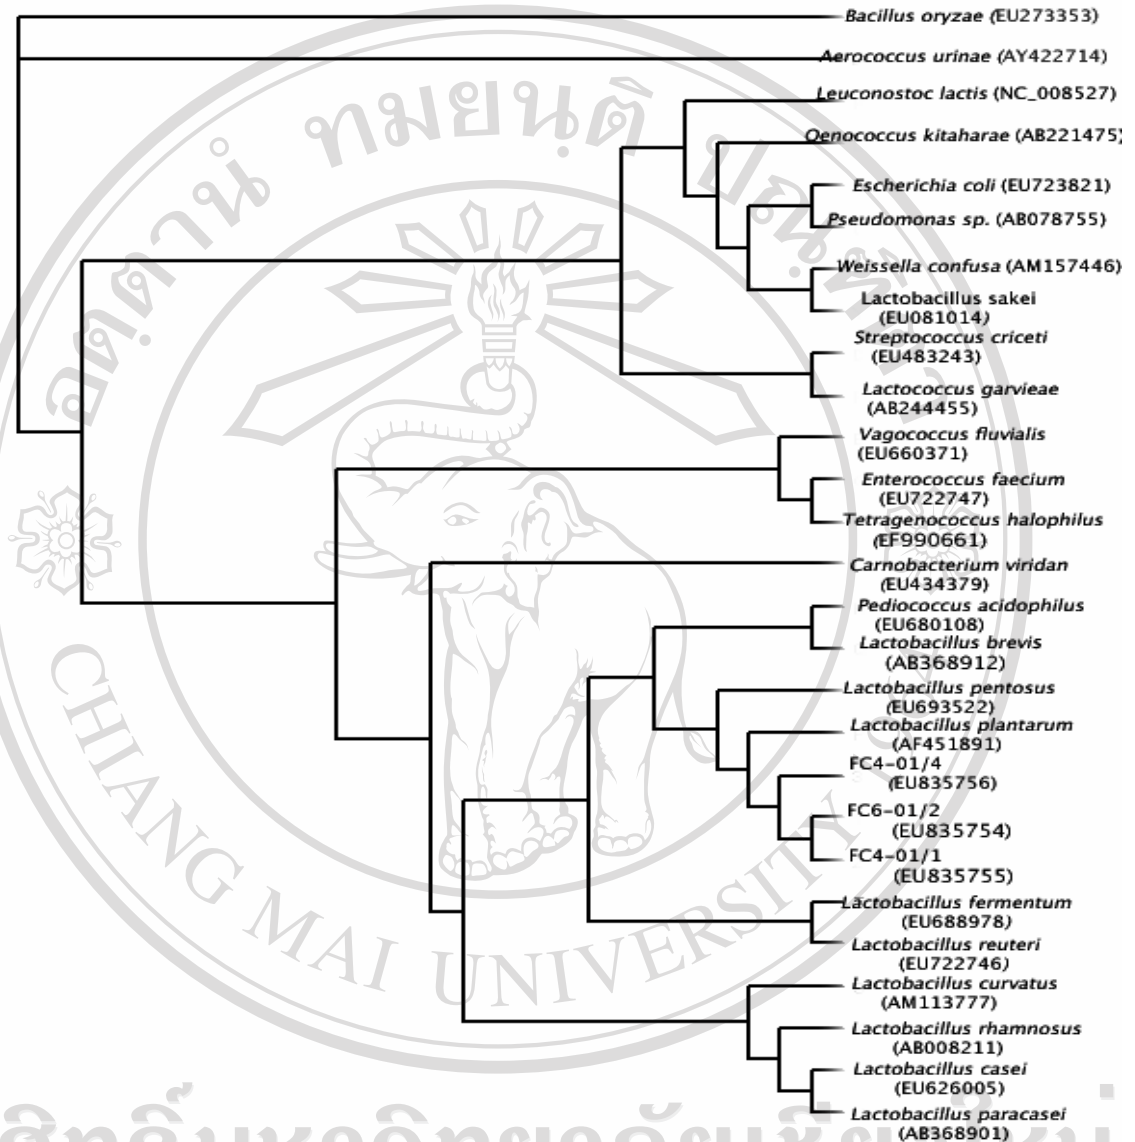 Bacillus oryzae (EU273353)
Aerococcus urinae (AY422714)
Leuconostoc lactis (NC_008527)
Oenococcus kitaharae (AB221475)
Escherichia coli (EU723821)
Pseudomonas sp. (AB078755)
Weissella confusa (AM157446)
Lactobacillus sakei
(EU081014)
Streptococcus criceti
(EU483243)
Lactococcus garvieae
(AB244455)
Vagococcus fluvialis
(EU660371)
Enterococcus faecium
(EU722747)
Tetragenococcus halophilus
(EF990661)
Carnobacterium viridan
(EU434379)
Pediococcus acidophilus
(EU680108)
Lactobacillus brevis
(AB368912)
Lactobacillus pentosus
(EU693522)
Lactobacillus plantarum
(AF451891)
FC4-01/4
(EU835756)
FC6-01/2
(EU835754)
FC4-01/1
(EU835755)
Lactobacillus fermentum
(EU688978)
Lactobacillus reuteri
(EU722746)
Lactobacillus curvatus
(AM113777)
Lactobacillus rhamnosus
(AB008211)
Lactobacillus casei
(EU626005)
Lactobacillus paracasei
(AB368901)
CHIANG MAI UNIVERSITY